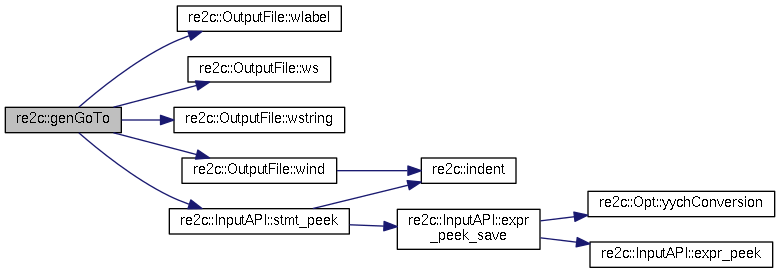 re2c::OutputFile::wlabel
re2c::OutputFile::ws
re2c::genGoTo
re2c::OutputFile::wstring
re2c::OutputFile::wind
re2c::indent
re2c::InputAPI::stmt_peek
re2c::InputAPI::expr
_peek_save
re2c::Opt::yychConversion
re2c::InputAPI::expr_peek